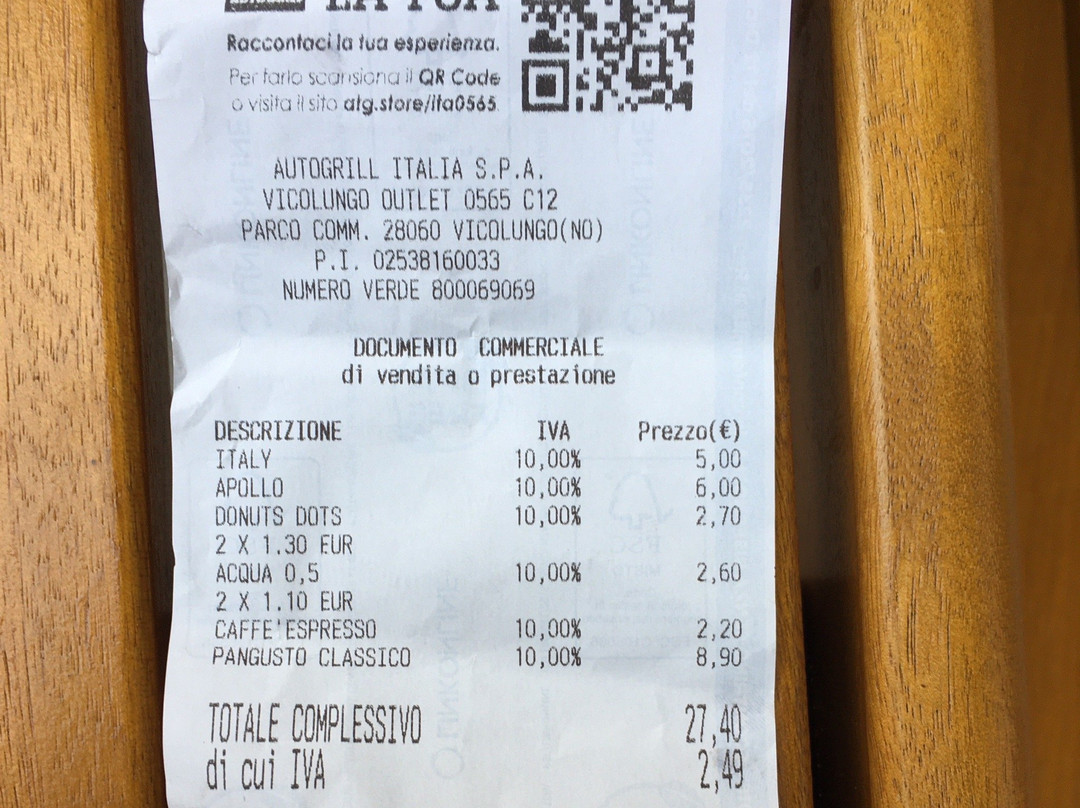 LA TUA
Raccontaci la tua esperienza.
Per farlo scansiona il QR Code
o visita il sito atg.store/ita0565
AUTOGRILL ITALIA S.P.A.
VICOLUNGO OUTLET 0565 C12
PARCO COMM. 28060 VICOLUNGO(NO)
P.I. 02538160033
NUMERO VERDE 800069069
DOCUMENTO COMMERCIALE
di vendita o prestazione
DESCRIZIONE IVA Prezzo(€)
ITALY 10,00% 5,00
APOLLO 10,00% 6,00
DONUTS DOTS 10,00% 2,70
2 X 1.30 EUR
ACQUA 0,5 10,00% 2,60
2 X 1.10 EUR
CAFFE'ESPRESSO 10,00% 2,20
PANGUSTO CLASSICO 10,00% 8,90
TOTALE COMPLESSIVO 27,40
di cui IVA 2,49